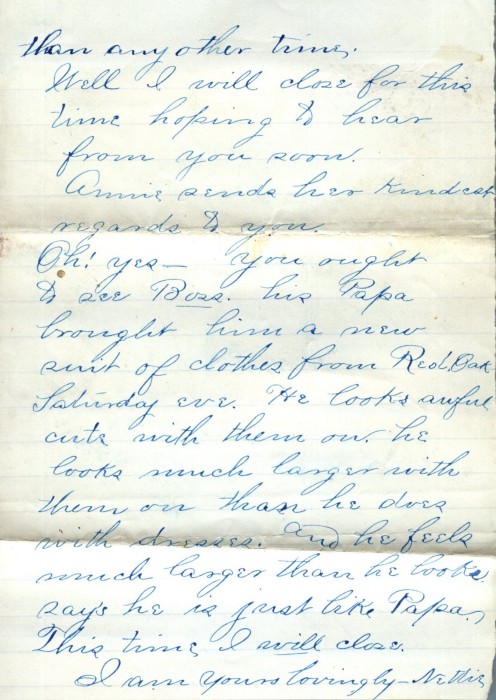 than any other time.
Well I will close for this
time hoping to hear
from you soon.
Annie sends her kindest
regards to you.
Oh! yes— you ought
to see Boss. his Papa
brought him a new
suit of clothes from Red Oak
Saturday eve. He looks awful
cute with them on. he
looks much larger with
them on than he does
with dresses. and he feels
much larger than he looks.
says he is just like Papa.
This time I will close.
I am yours lovingly – Nettie